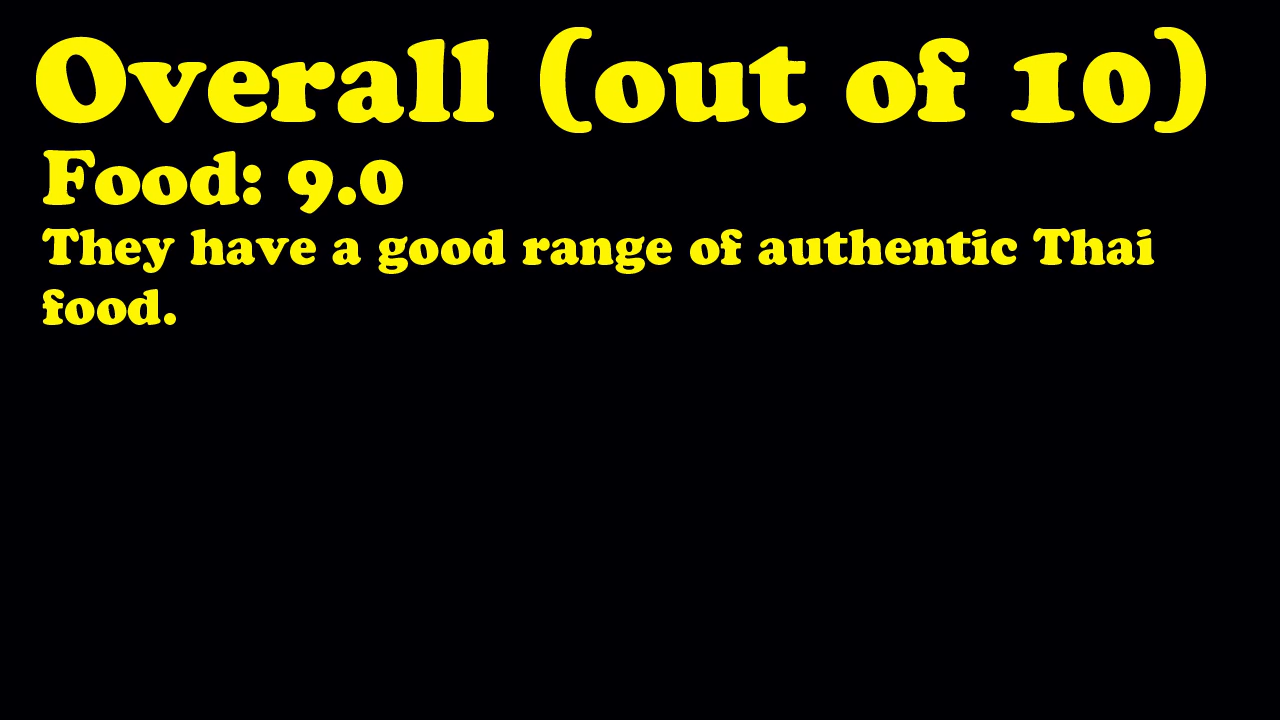 Overall (out of 10)
Food: 9.0
They have a good range of authentic Thai
food.